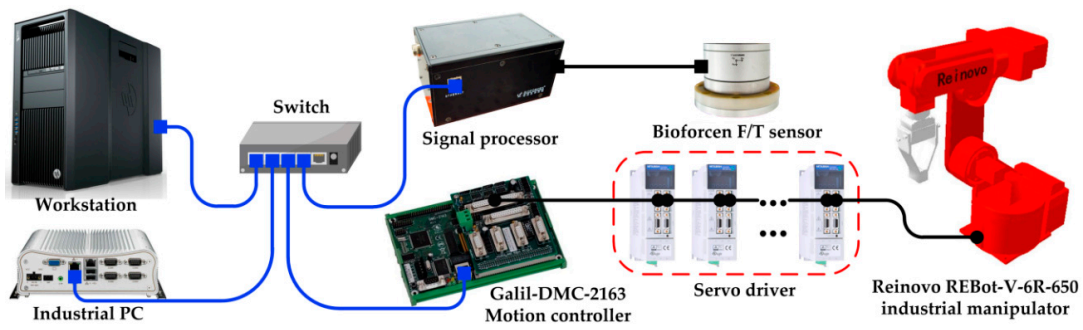 Switch
Signal processor
Bioforcen F/T sensor
Reinovo
Workstation
Industrial PC
Galil-DMC-2163
Motion controller
Servo driver
Reinovo REBot-V-6R-650
industrial manipulator